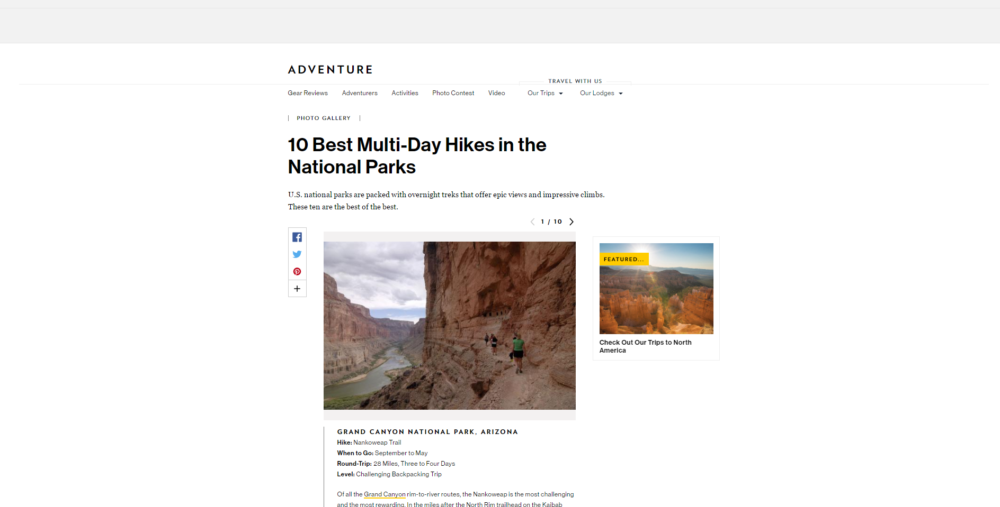 ADVENTURE
TRAVEL WITH US
Gear Reviews Adventurers Activities Photo Contest Video Our Trips Our Lodges
PHOTO GALLERY
10 Best Multi-Day Hikes in the
National Parks
U.S. national parks are packed with overnight treks that offer epic views and impressive climbs.
These ten are the best of the best.
1 / 10
FEATURED...
Check Out Our Trips to North
America
GRAND CANYON NATIONAL PARK, ARIZONA
Hike: Nankoweap Trail
When to Go: September to May
Round-Trip: 28 Miles, Three to Four Days
Level: Challenging Backpacking Trip
Of all the Grand Canyon rim-to-river routes, the Nankoweap is the most challenging
and the most rewarding. In the miles after the North Rim trailhead on the Kaibab